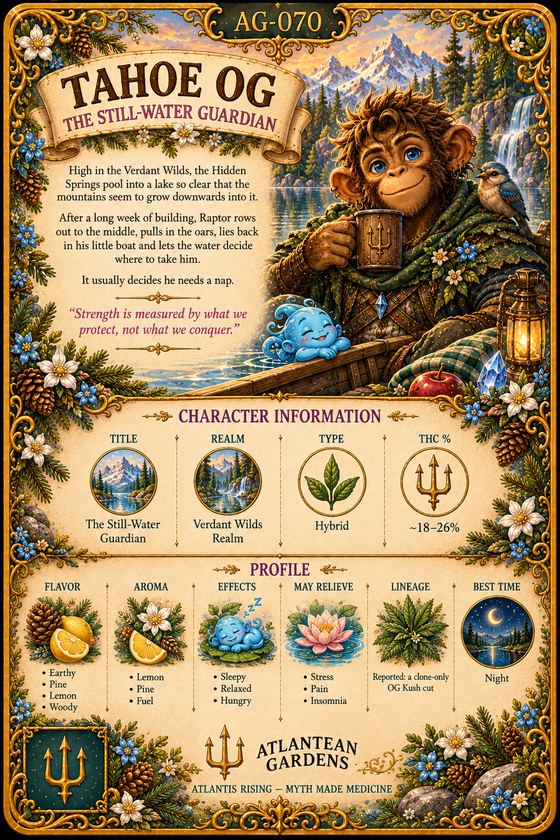 AG-070
TAHOE OG
THE STILL-WATER GUARDIAN
High in the Verdant Wilds, the Hidden
Springs pool into a lake so clear that the
mountains seem to grow downwards into it.
After a long week of building, Raptor rows
out to the middle, pulls in the oars, lies back
in his little boat and lets the water decide
where to take him.
It usually decides he needs a nap.
“Strength is measured by what we
protect, not what we conquer.”
CHARACTER INFORMATION
TITLE
The Still-Water
Guardian
REALM
Verdant Wilds
Realm
TYPE
Hybrid
THC %
~18–26%
PROFILE
FLAVOR
• Earthy
• Pine
• Lemon
• Woody
AROMA
• Lemon
• Pine
• Fuel
EFFECTS
z z z
• Sleepy
• Relaxed
• Hungry
MAY RELIEVE
• Stress
• Pain
• Insomnia
LINEAGE
Reported: a clone-only
OG Kush cut
BEST TIME
Night
ATLANTEAN
GARDENS
ATLANTIS RISING — MYTH MADE MEDICINE